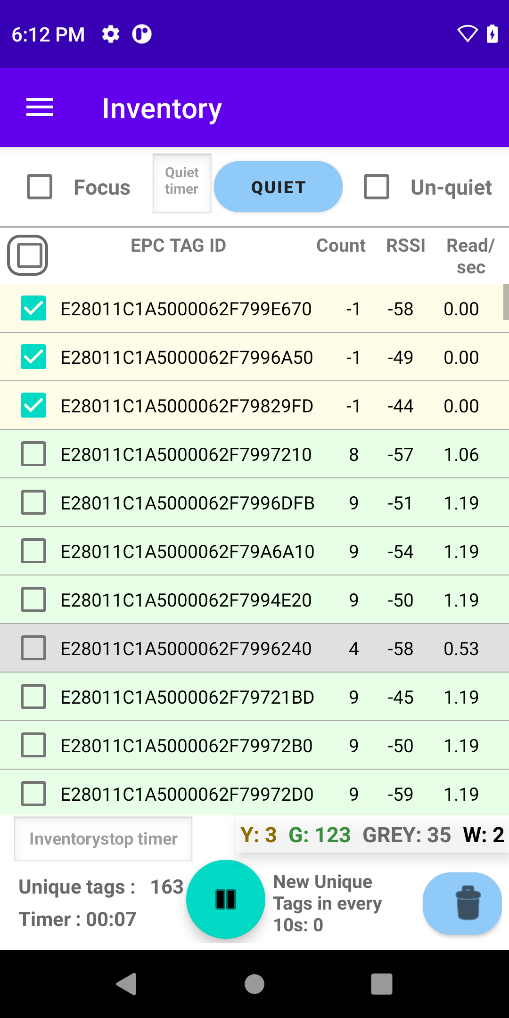 6:12 PM
Inventory
Focus
Quiet
timer
QUIET
Un-quiet
EPC TAG ID Count RSSI Read/
sec
E28011C1A5000062F799E670 -1 -58 0.00
E28011C1A5000062F7996A50 -1 -49 0.00
E28011C1A5000062F79829FD -1 -44 0.00
E28011C1A5000062F7997210 8 -57 1.06
E28011C1A5000062F7996DFB 9 -51 1.19
E28011C1A5000062F79A6A10 9 -54 1.19
E28011C1A5000062F7994E20 9 -50 1.19
E28011C1A5000062F7996240 4 -58 0.53
E28011C1A5000062F79721BD 9 -45 1.19
E28011C1A5000062F79972B0 9 -50 1.19
E28011C1A5000062F79972D0 9 -59 1.19
Inventorystop timer
Y: 3 G: 123 GREY: 35 W: 2
Unique tags : 163
Timer : 00:07
New Unique
Tags in every
10s: 0